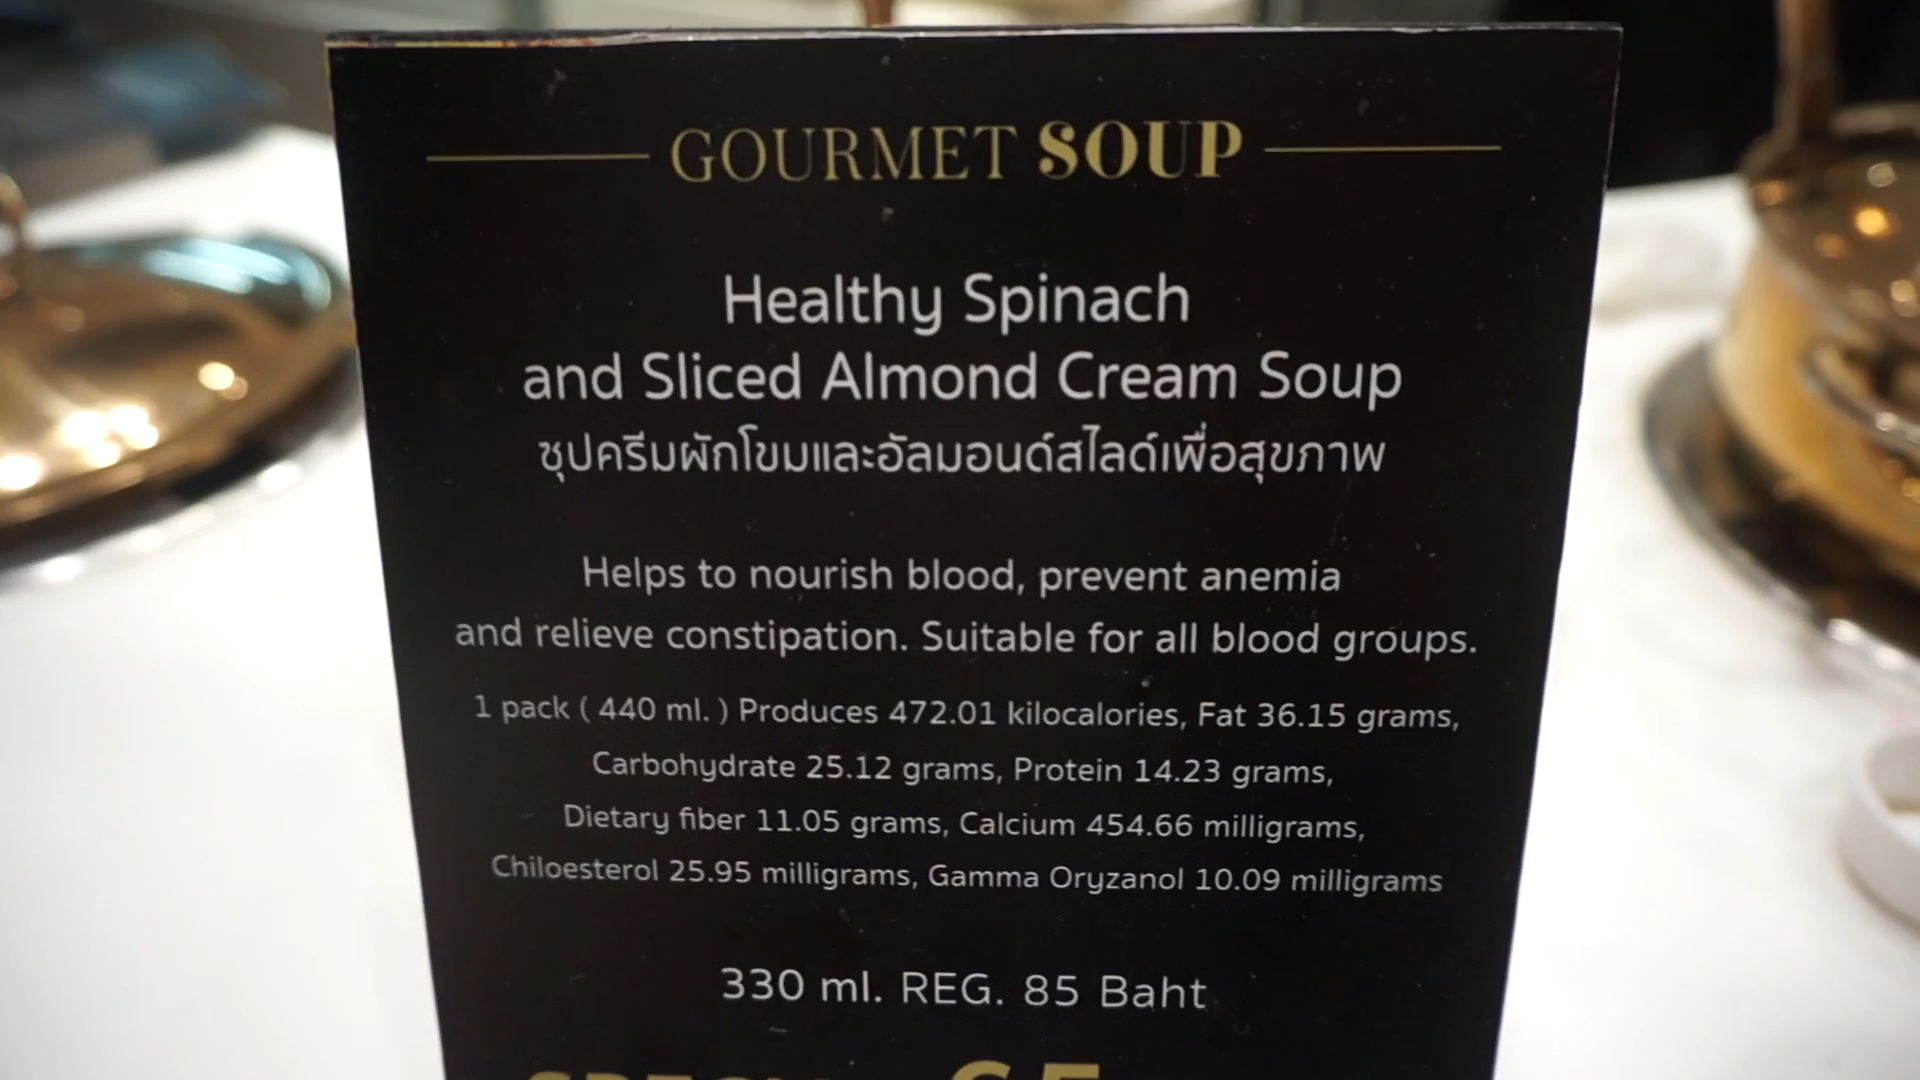 GOURMET SOUP
Healthy Spinach
and Sliced Almond Cream Soup
ซุปครีมผักโขมและอัลมอนด์สไลด์เพื่อสุขภาพ
Helps to nourish blood, prevent anemia
and relieve constipation. Suitable for all blood groups.
1 pack ( 440 ml. ) Produces 472.01 kilocalories, Fat 36.15 grams,
Carbohydrate 25.12 grams, Protein 14.23 grams,
Dietary fiber 11.05 grams, Calcium 454.66 milligrams,
Chiloesterol 25.95 milligrams, Gamma Oryzanol 10.09 milligrams
330 ml. REG. 85 Baht